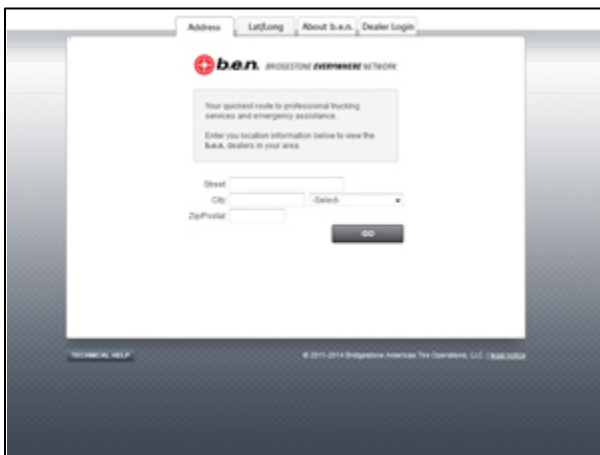 Address Lat/Long About b.e.n. Dealer Login
b.e.n. BRIDGESTONE EVERYWHERE NETWORK
Your quickest route to professional trucking
services and emergency assistance.
Enter you location information below to view the
b.e.n. dealers in your area.
Street:
City: -Select-
Zip/Postal:
GO
TECHNICAL HELP © 2011-2014 Bridgestone Americas Tire Operations, LLC. | legal notice